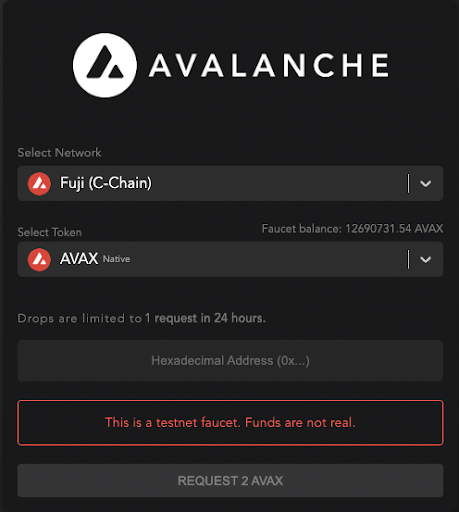 AVALANCHE
Select Network
Fuji (C-Chain)
Select Token
Faucet balance: 12690731.54 AVAX
AVAX Native
Drops are limited to 1 request in 24 hours.
Hexadecimal Address (0x...)
This is a testnet faucet. Funds are not real.
REQUEST 2 AVAX